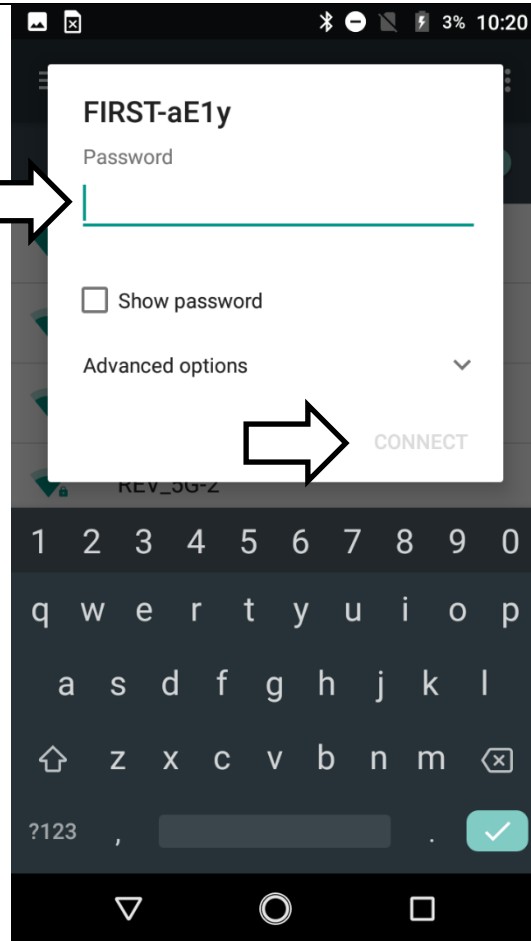 3% 10:20
FIRST-aE1y
Password
Show password
Advanced options
CONNECT
REV_5G-2
1 2 3 4 5 6 7 8 9 0
q w e r t y u i o p
a s d f g h j k l
z x c v b n m
?123 , .